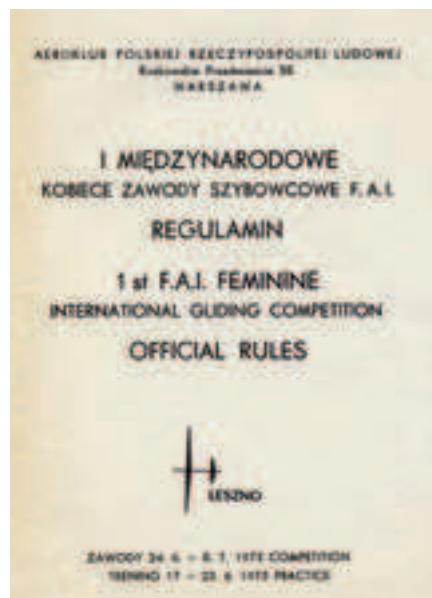 AEROKLUB POLSKIEJ RZECZYPOSPOLITEJ LUDOWEJ
Krakowskie Przedmieście 55
WARSZAWA
I MIĘDZYNARODOWE
KOBIECE ZAWODY SZYBOWCOWE F.A.I.
REGULAMIN
1 st F.A.I. FEMININE
INTERNATIONAL GLIDING COMPETITION
OFFICIAL RULES
LESZNO
ZAWODY 24. 6. – 8. 7. 1973 COMPETITION
TRENING 17 – 23. 6. 1973 PRACTICE